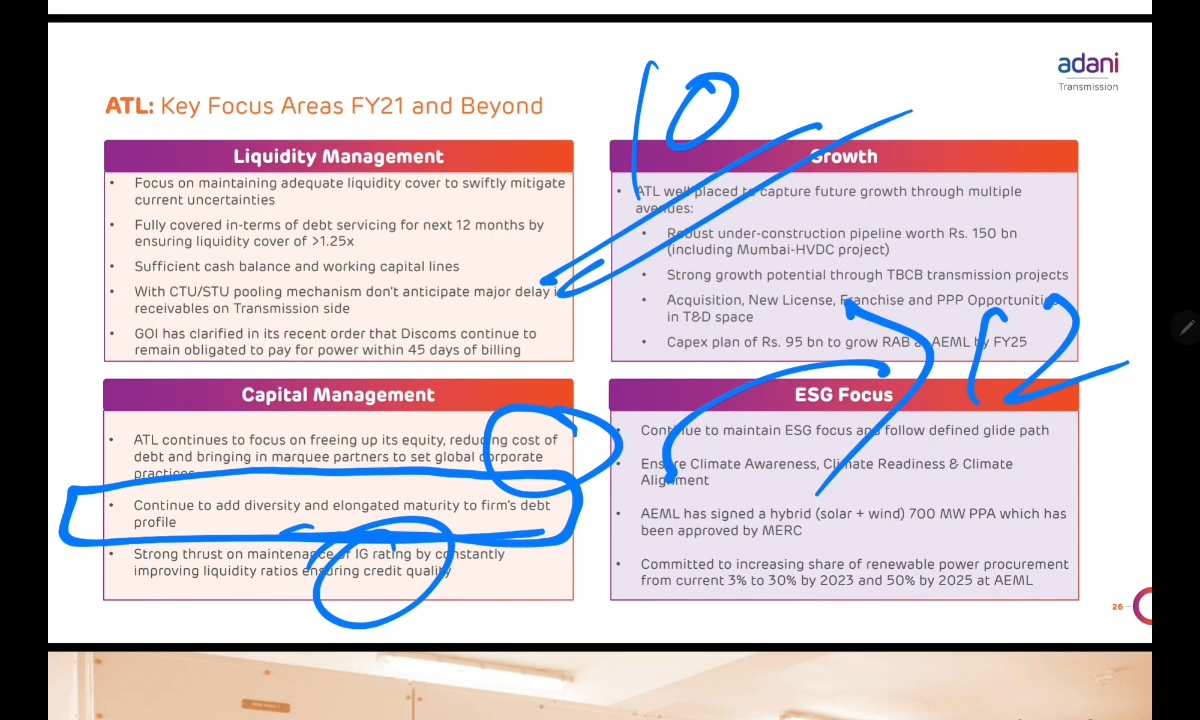 adani
Transmission
ATL: Key Focus Areas FY21 and Beyond
Liquidity Management
• Focus on maintaining adequate liquidity cover to swiftly mitigate
current uncertainties
• Fully covered in-terms of debt servicing for next 12 months by
ensuring liquidity cover of >1.25x
• Sufficient cash balance and working capital lines
• With CTU/STU pooling mechanism don't anticipate major delay in
receivables on Transmission side
• GOI has clarified in its recent order that Discoms continue to
remain obligated to pay for power within 45 days of billing
Growth
• ATL well placed to capture future growth through multiple
avenues:
• Robust under-construction pipeline worth Rs. 150 bn
(including Mumbai-HVDC project)
• Strong growth potential through TBCB transmission projects
• Acquisition, New License, Franchise and PPP Opportunities
in T&D space
• Capex plan of Rs. 95 bn to grow RAB at AEML by FY25
10
12
Capital Management
• ATL continues to focus on freeing up its equity, reducing cost of
debt and bringing in marquee partners to set global corporate
practices
• Continue to add diversity and elongated maturity to firm's debt
profile
• Strong thrust on maintenance of IG rating by constantly
improving liquidity ratios ensuring credit quality
ESG Focus
• Continue to maintain ESG focus and follow defined glide path
• Ensure Climate Awareness, Climate Readiness & Climate
Alignment
• AEML has signed a hybrid (solar + wind) 700 MW PPA which has
been approved by MERC
• Committed to increasing share of renewable power procurement
from current 3% to 30% by 2023 and 50% by 2025 at AEML
26